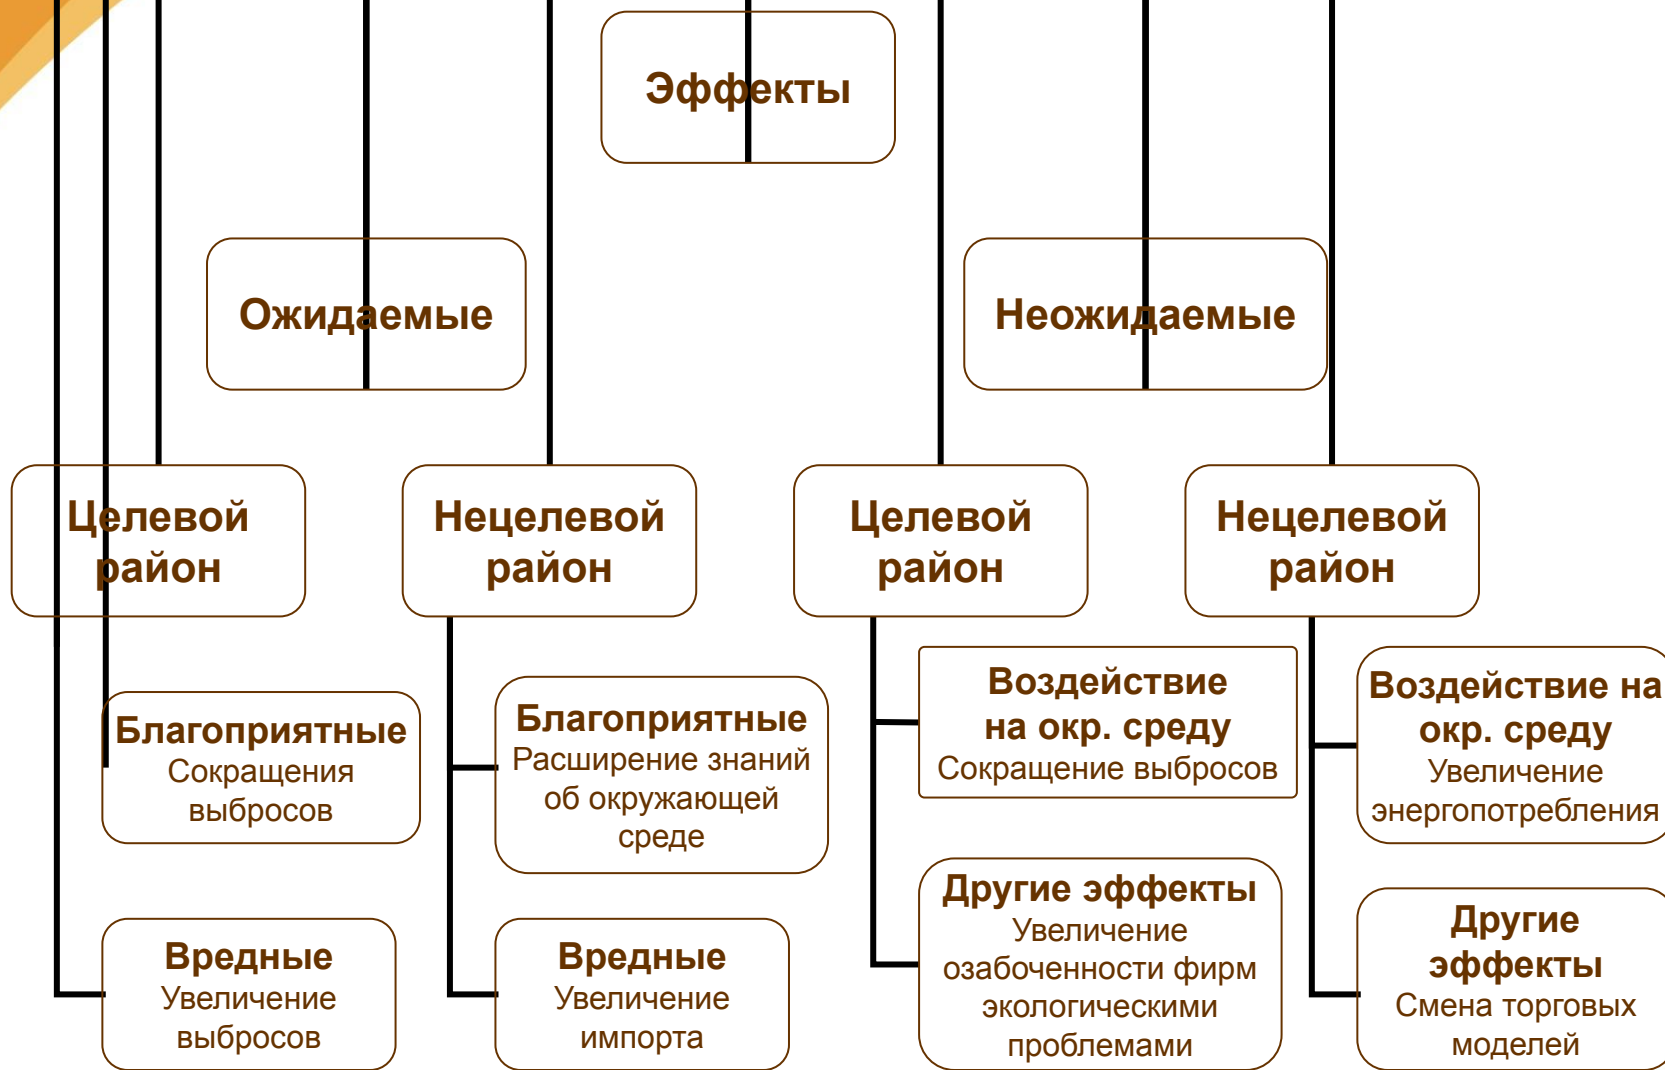 Эффекты
Ожидаемые
Неожидаемые
Целевой
район
Нецелевой
район
Целевой
район
Нецелевой
район
Благоприятные
Сокращения
выбросов
Благоприятные
Расширение знаний
об окружающей
среде
Воздействие
на окр. среду
Сокращение выбросов
Воздействие на
окр. среду
Увеличение
энергопотребления
Вредные
Увеличение
выбросов
Вредные
Увеличение
импорта
Другие эффекты
Увеличение
озабоченности фирм
экологическими
проблемами
Другие
эффекты
Смена торговых
моделей